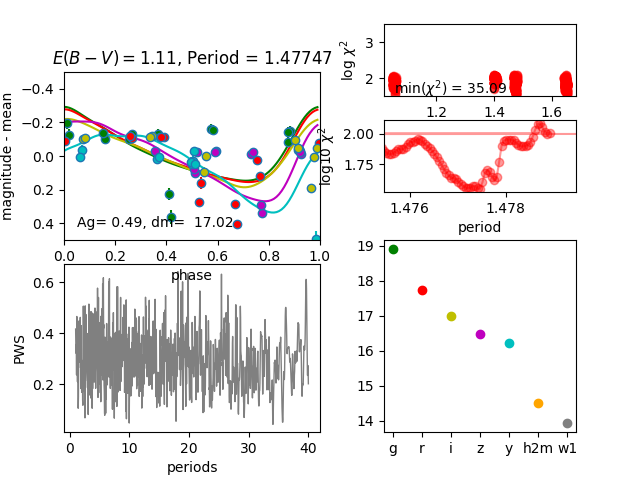 E(B − V) = 1.11, Period = 1.47747
magnitude - mean
−0.4
−0.2
0.0
0.2
0.4
Ag= 0.49, dm=  17.02
0.0 0.2 0.4 0.6 0.8 1.0
phase
log χ²
3
2
min(χ²) = 35.09
1.2 1.4 1.6
log10 χ²
2.00
1.75
1.476 1.478
period
PWS
0.6
0.4
0.2
0 10 20 30 40
periods
19
18
17
16
15
14
g r i z y h2m w1